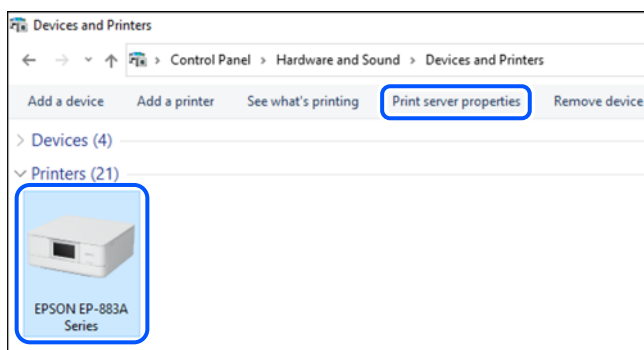 Devices and Printers
Control Panel > Hardware and Sound > Devices and Printers
Add a device Add a printer See what's printing Print server properties Remove device
Devices (4)
Printers (21)
EPSON EP-883A
Series